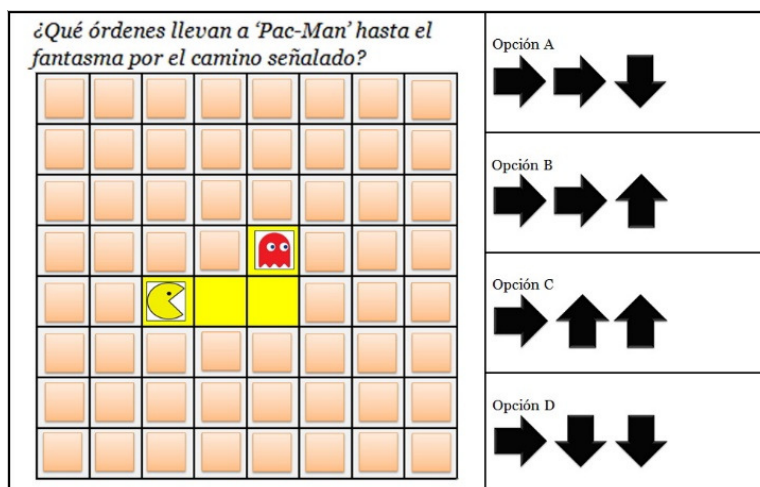 ¿Qué órdenes llevan a ‘Pac-Man’ hasta el
fantasma por el camino señalado?
Opción A
Opción B
Opción C
Opción D